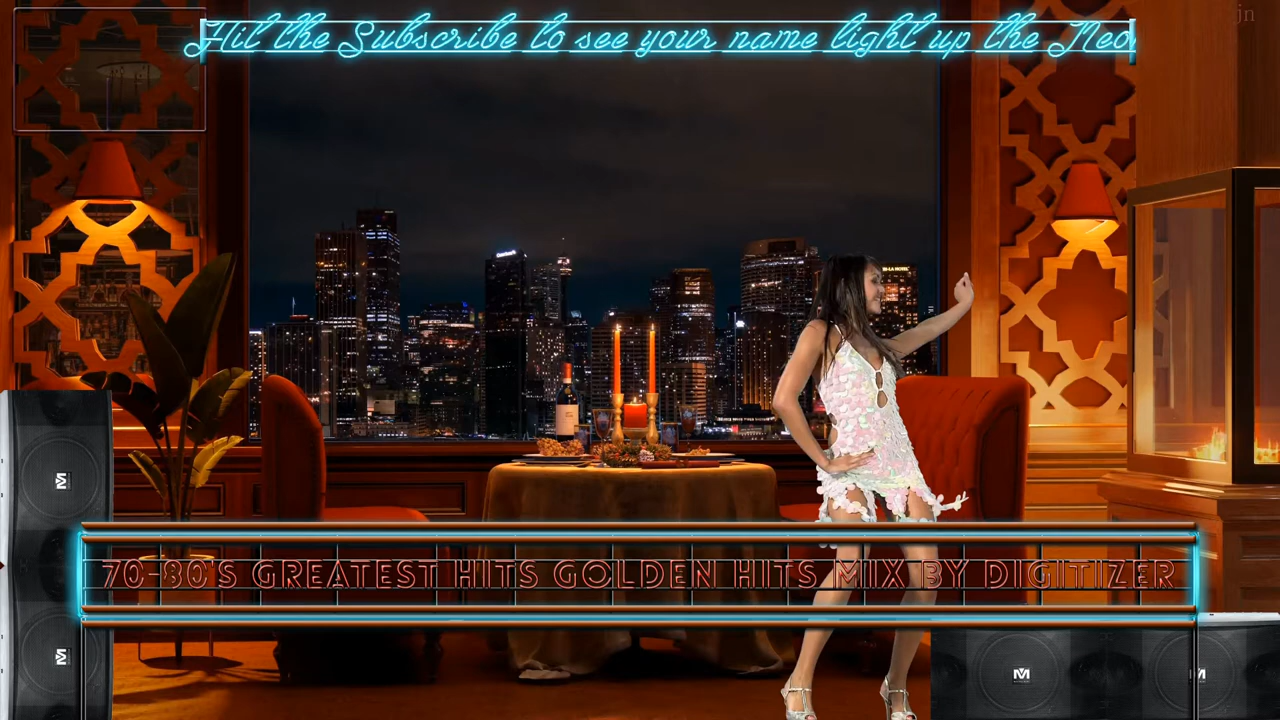 Hit the Subscribe to see your name light up the Neo
jn
70-80'S GREATEST HITS GOLDEN HITS MIX BY DIGITIZER